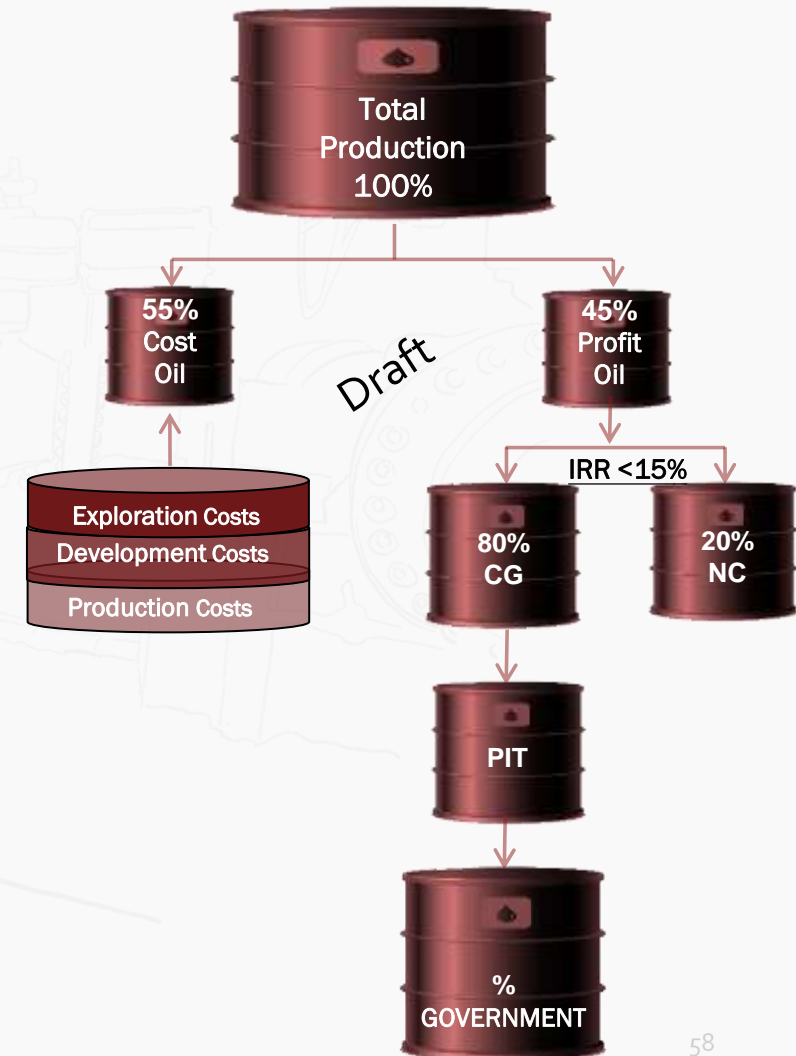 Total
Production
100%
55%
Cost
Oil
45%
Profit
Oil
Draft
IRR <15%
Exploration Costs
Development Costs
Production Costs
80%
CG
20%
NC
PIT
%
GOVERNMENT
58